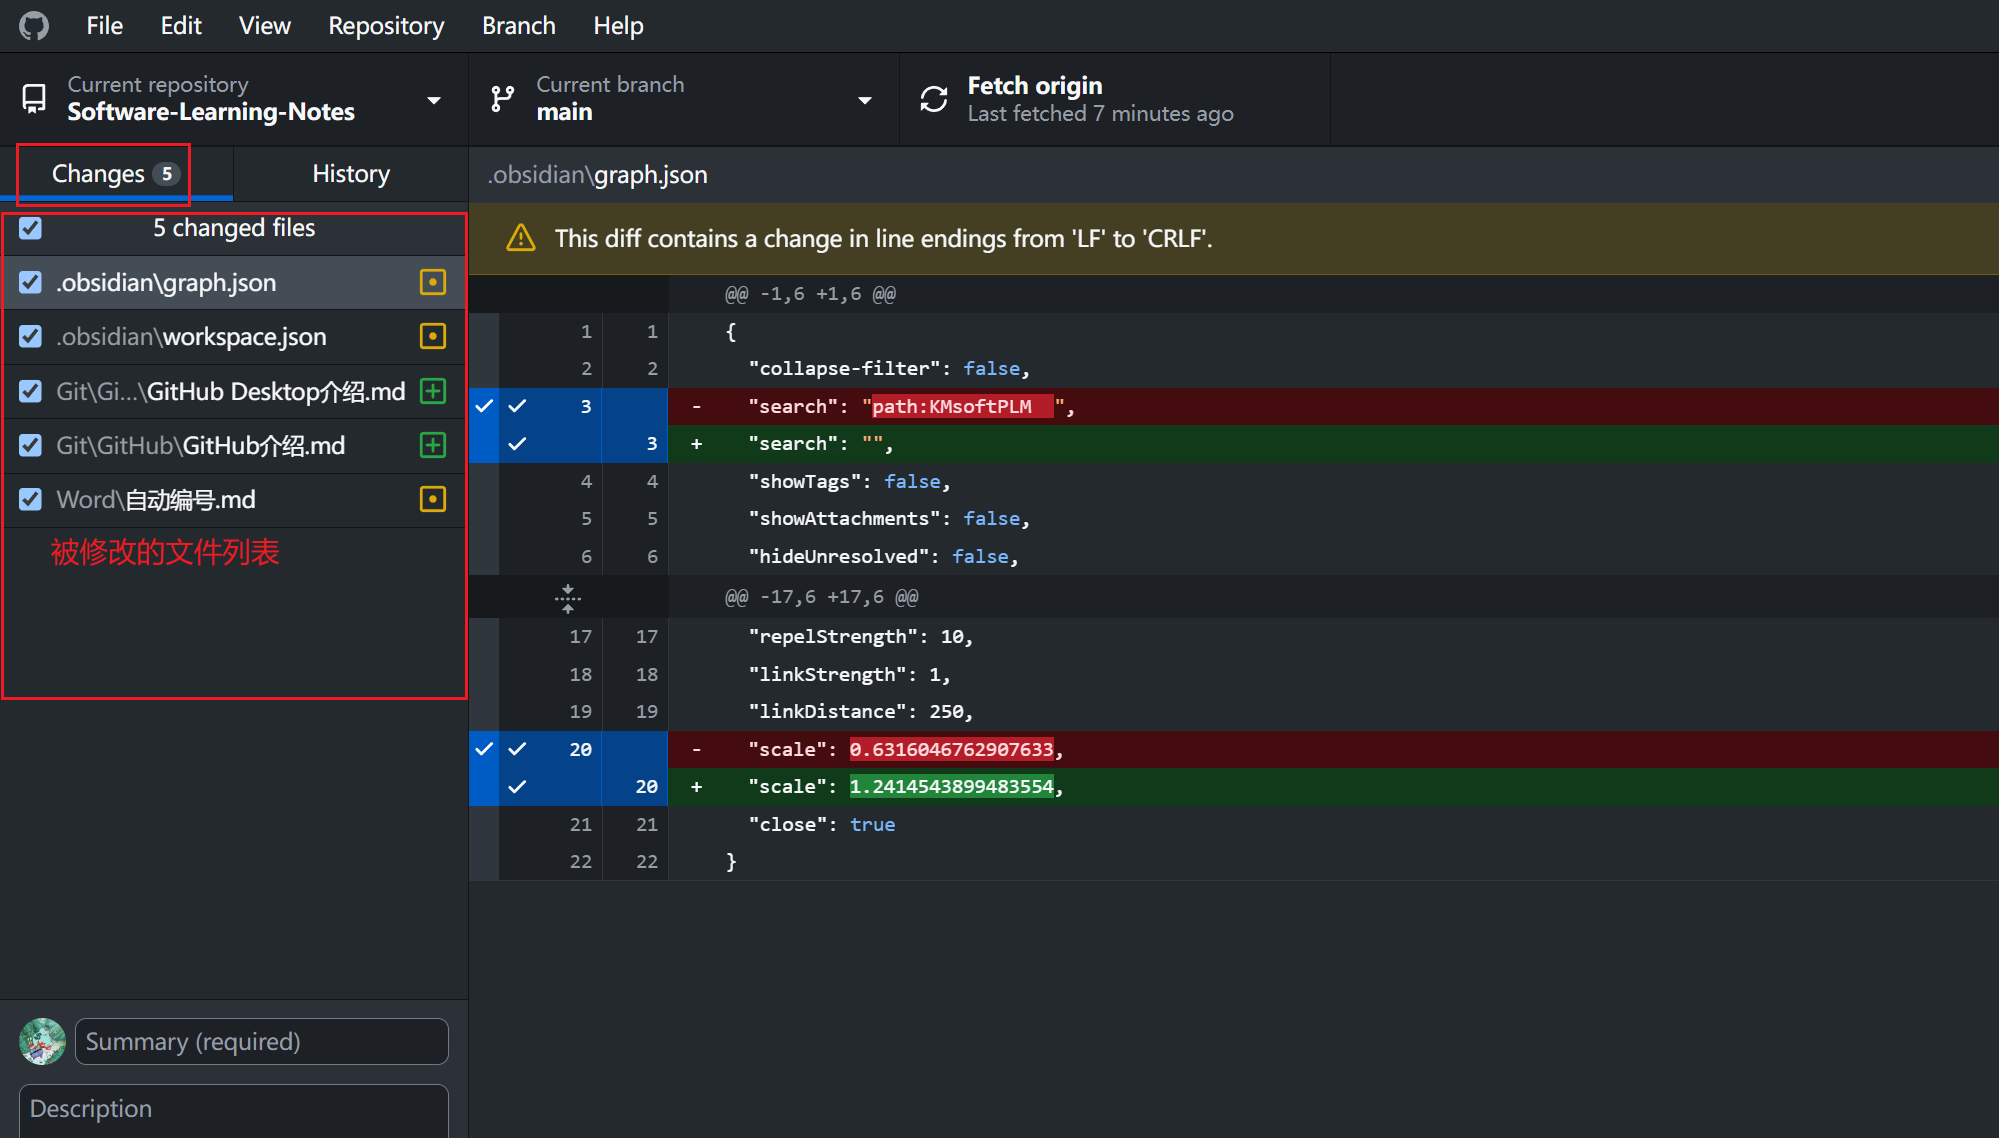 File Edit View Repository Branch Help
Current repository
Software-Learning-Notes
Current branch
main
Fetch origin
Last fetched 7 minutes ago
Changes 5
History
5 changed files
.obsidian\graph.json
.obsidian\workspace.json
Git\Gi...\GitHub Desktop介绍.md
Git\GitHub\GitHub介绍.md
Word\自动编号.md
被修改的文件列表
Summary (required)
Description
.obsidian\graph.json
This diff contains a change in line endings from 'LF' to 'CRLF'.
@@ -1,6 +1,6 @@
1 1 {
2 2 "collapse-filter": false,
3 - "search": "path:KMsoftPLM  ",
3 + "search": "",
4 4 "showTags": false,
5 5 "showAttachments": false,
6 6 "hideUnresolved": false,
@@ -17,6 +17,6 @@
17 17 "repelStrength": 10,
18 18 "linkStrength": 1,
19 19 "linkDistance": 250,
20 - "scale": 0.6316046762907633,
20 + "scale": 1.2414543899483554,
21 21 "close": true
22 22 }